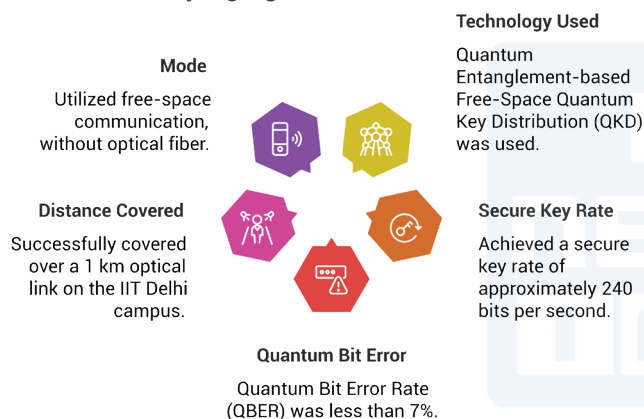 Technology Used
Quantum
Entanglement-based
Free-Space Quantum
Key Distribution (QKD)
was used.
Mode
Utilized free-space
communication,
without optical fiber.
Distance Covered
Successfully covered
over a 1 km optical
link on the IIT Delhi
campus.
Secure Key Rate
Achieved a secure
key rate of
approximately 240
bits per second.
Quantum Bit Error
Quantum Bit Error Rate
(QBER) was less than 7%.